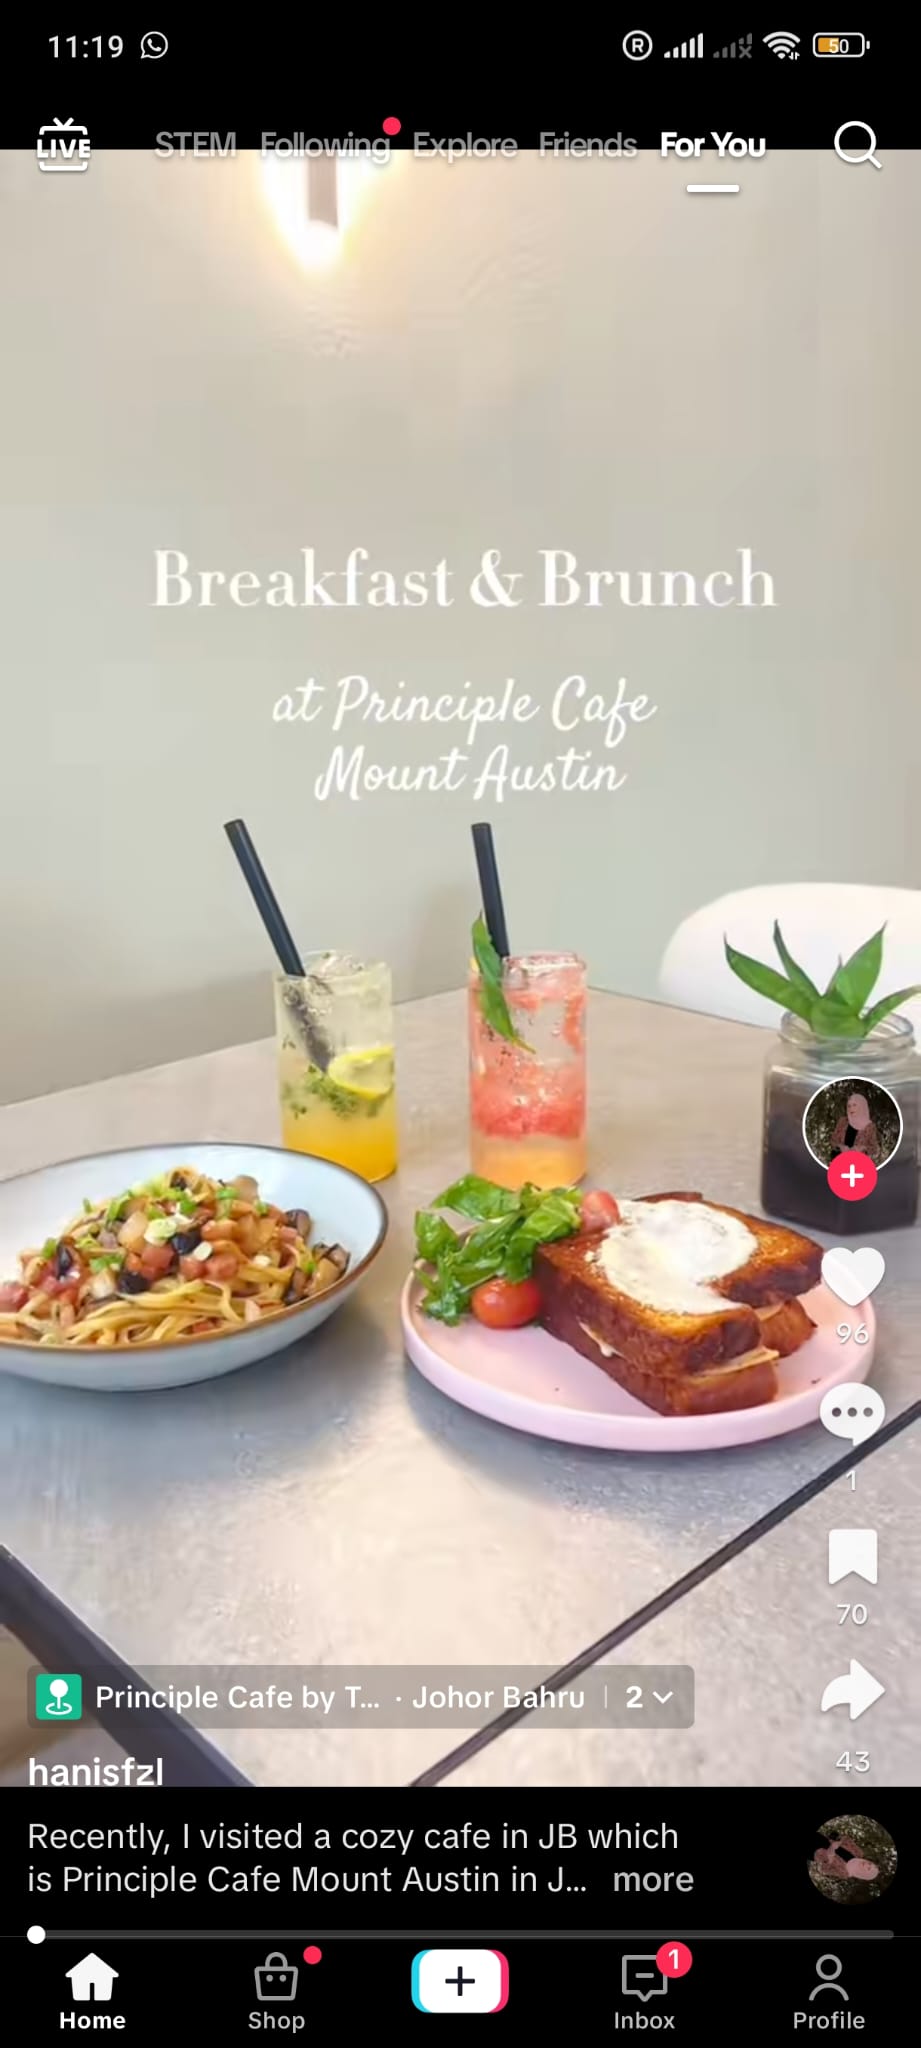 11:19
R
50
LIVE
STEM Following Explore Friends For You
Breakfast & Brunch
at Principle Cafe
Mount Austin
96
1
70
Principle Cafe by T... · Johor Bahru | 2
43
hanisfzl
Recently, I visited a cozy cafe in JB which
is Principle Cafe Mount Austin in J... more
1
Home Shop Inbox Profile